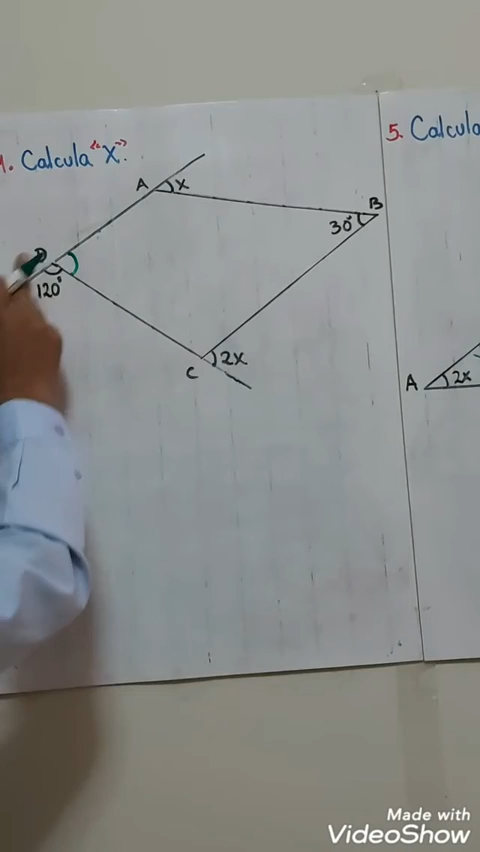 4. Calcula "X".
5. Calcula
A
x
B
30°
D
120°
C
2x
A
2x
Made with
VideoShow